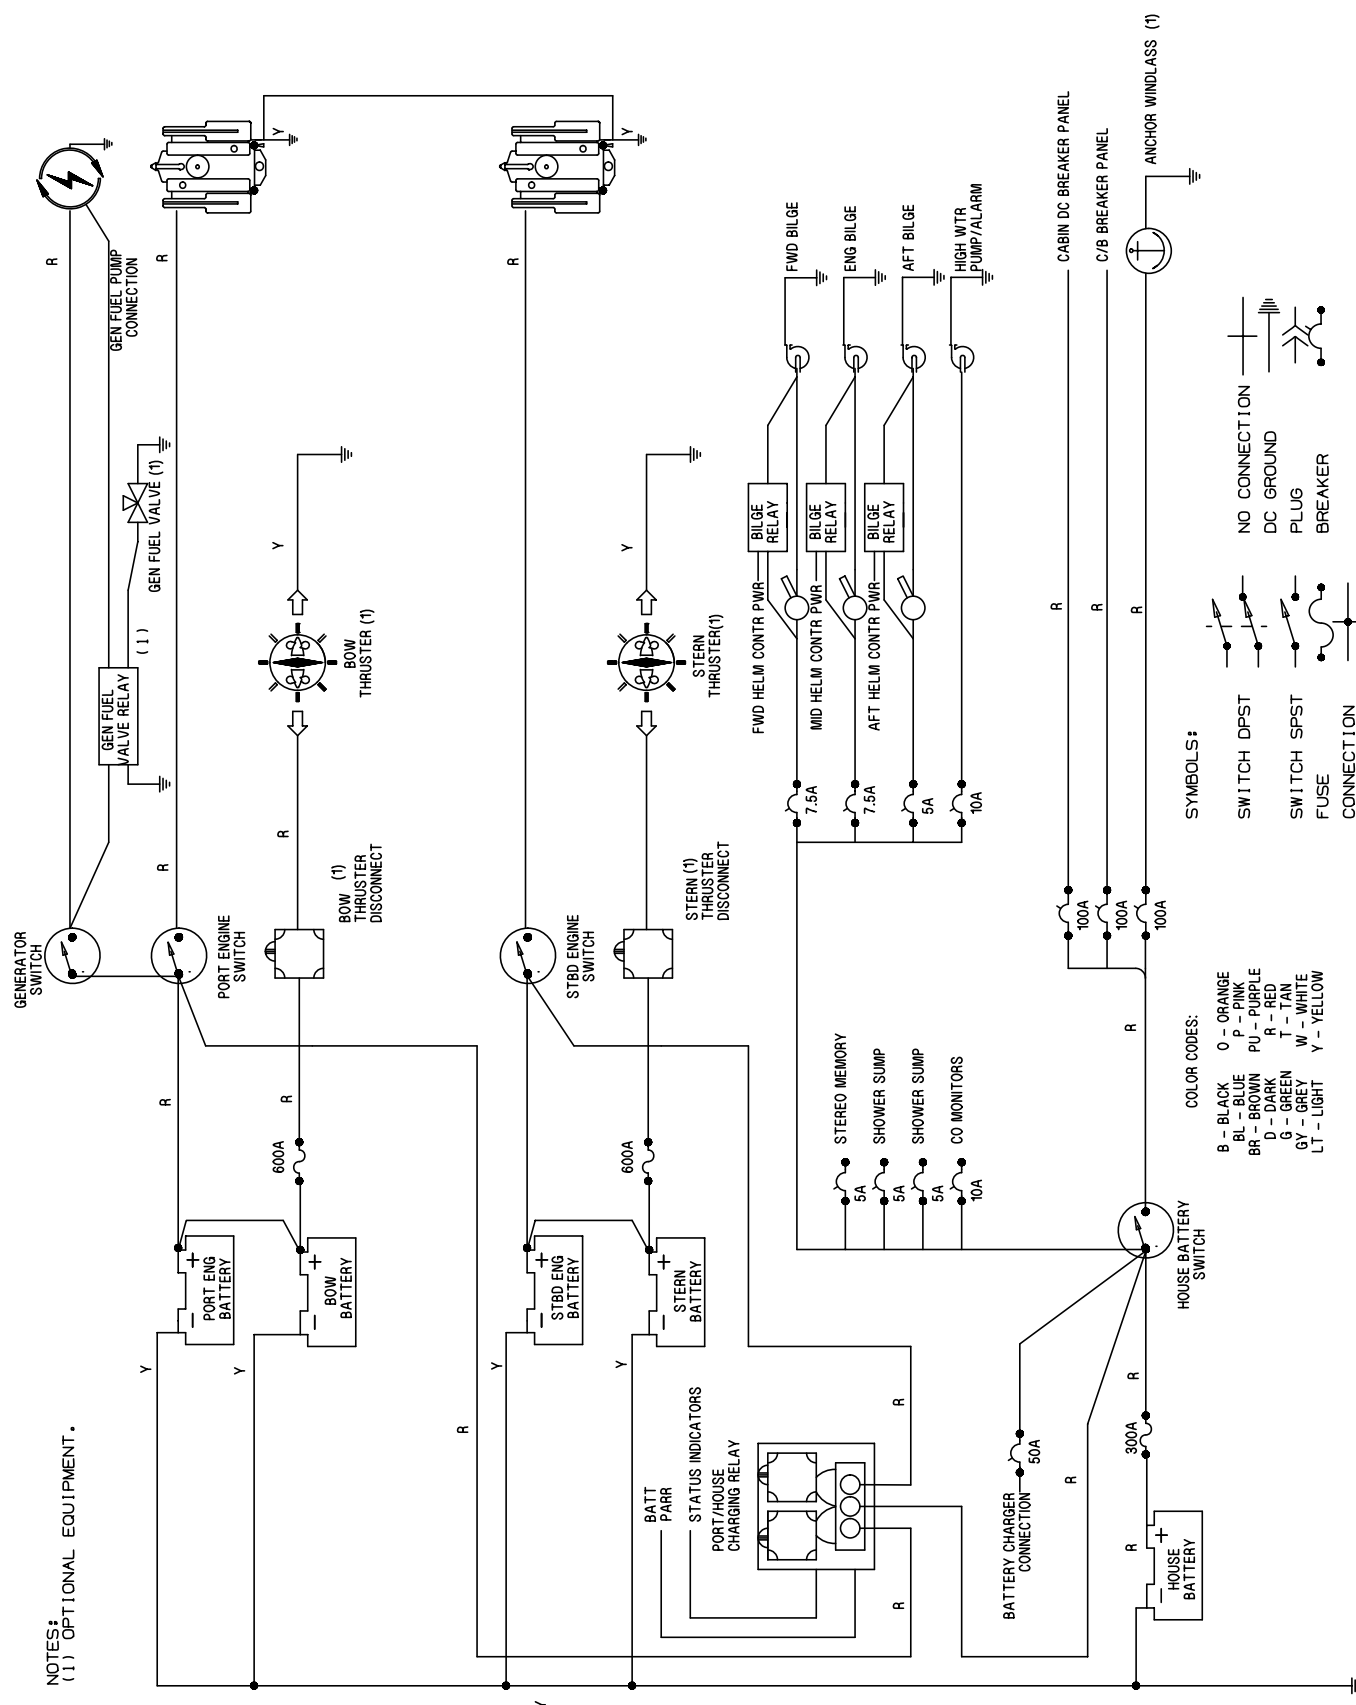 NOTES:
(1) OPTIONAL EQUIPMENT.
GENERATOR
SWITCH
R
GEN FUEL PUMP
CONNECTION
GEN FUEL
VALVE RELAY
(1)
GEN FUEL VALVE (1)
PORT ENGINE
SWITCH
R
R
R
Y
PORT ENG
BATTERY
+
-
Y
BOW
BATTERY
+
-
Y
600A
R
BOW (1)
THRUSTER
DISCONNECT
R
BOW
THRUSTER (1)
Y
R
STBD ENG
BATTERY
+
-
Y
STBD ENGINE
SWITCH
R
Y
STERN
BATTERY
+
-
Y
600A
STERN (1)
THRUSTER
DISCONNECT
STERN
THRUSTER(1)
Y
BATT
PARR
STATUS INDICATORS
PORT/HOUSE
CHARGING RELAY
R
R
STEREO MEMORY
5A
SHOWER SUMP
5A
SHOWER SUMP
5A
CO MONITORS
10A
7.5A
FWD HELM CONTR PWR
BILGE
RELAY
FWD BILGE
7.5A
MID HELM CONTR PWR
BILGE
RELAY
ENG BILGE
5A
AFT HELM CONTR PWR
BILGE
RELAY
AFT BILGE
10A
HIGH WTR
PUMP/ALARM
BATTERY CHARGER
CONNECTION
50A
R
HOUSE
BATTERY
+
-
R
300A
R
HOUSE BATTERY
SWITCH
R
100A
R
CABIN DC BREAKER PANEL
100A
R
C/B BREAKER PANEL
100A
R
ANCHOR WINDLASS (1)
COLOR CODES:
B - BLACK
BL - BLUE
BR - BROWN
D - DARK
G - GREEN
GY - GREY
LT - LIGHT
O - ORANGE
P - PINK
PU - PURPLE
R - RED
T - TAN
W - WHITE
Y - YELLOW
SYMBOLS:
SWITCH DPST
SWITCH SPST
FUSE
CONNECTION
NO CONNECTION
DC GROUND
PLUG
BREAKER